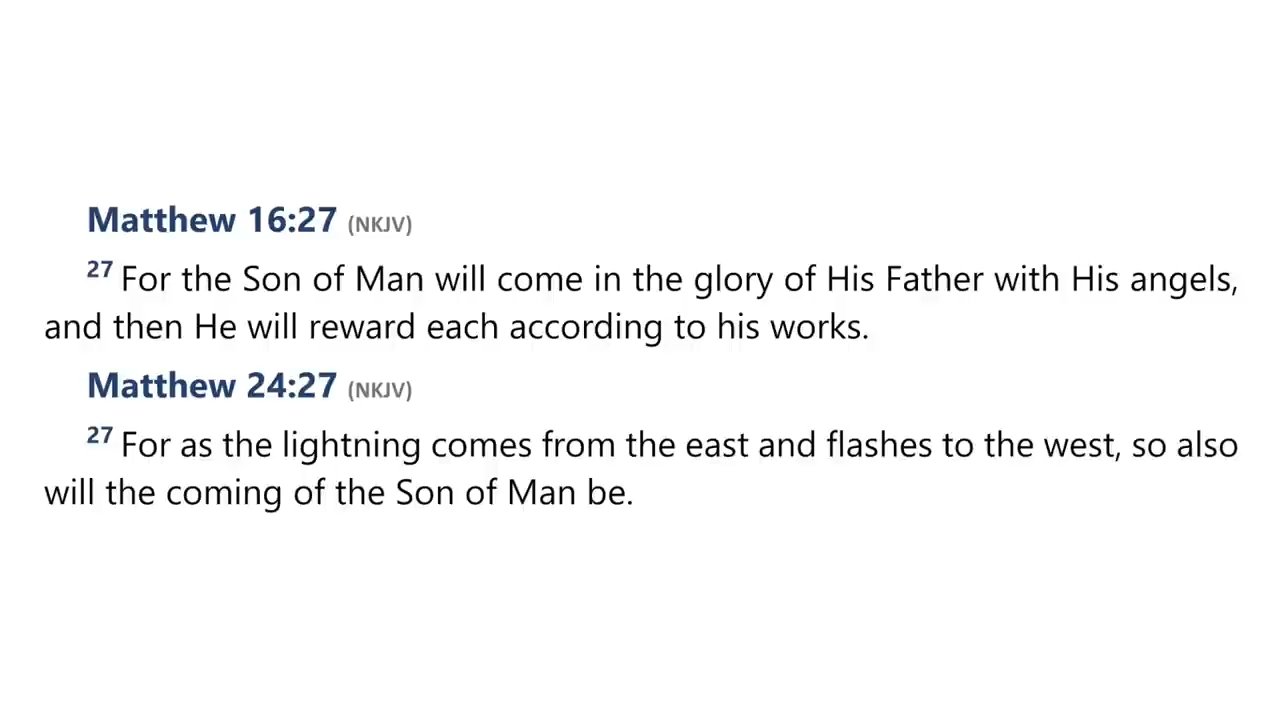 Matthew 16:27 (NKJV)
27 For the Son of Man will come in the glory of His Father with His angels,
and then He will reward each according to his works.
Matthew 24:27 (NKJV)
27 For as the lightning comes from the east and flashes to the west, so also
will the coming of the Son of Man be.